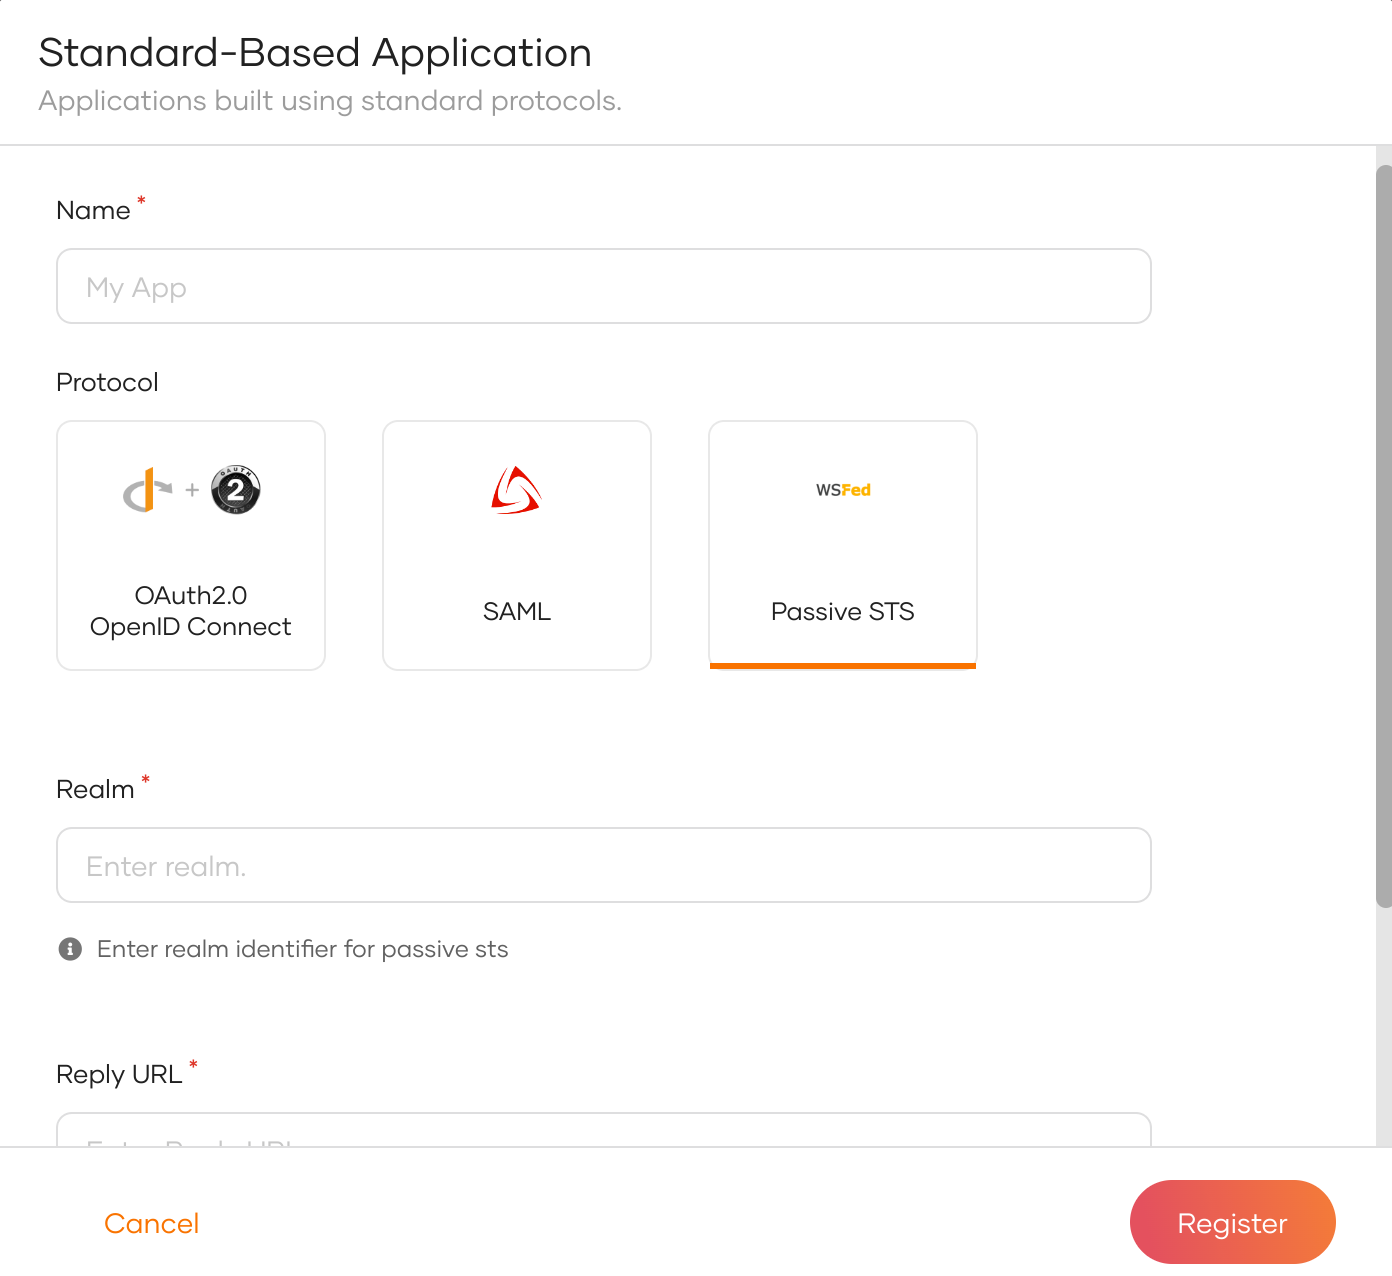 Standard-Based Application
Applications built using standard protocols.
Name *
My App
Protocol
+ OAUTH 2
OAuth2.0
OpenID Connect
SAML
WSFed
Passive STS
Realm *
Enter realm.
Enter realm identifier for passive sts
Reply URL *
Cancel
Register